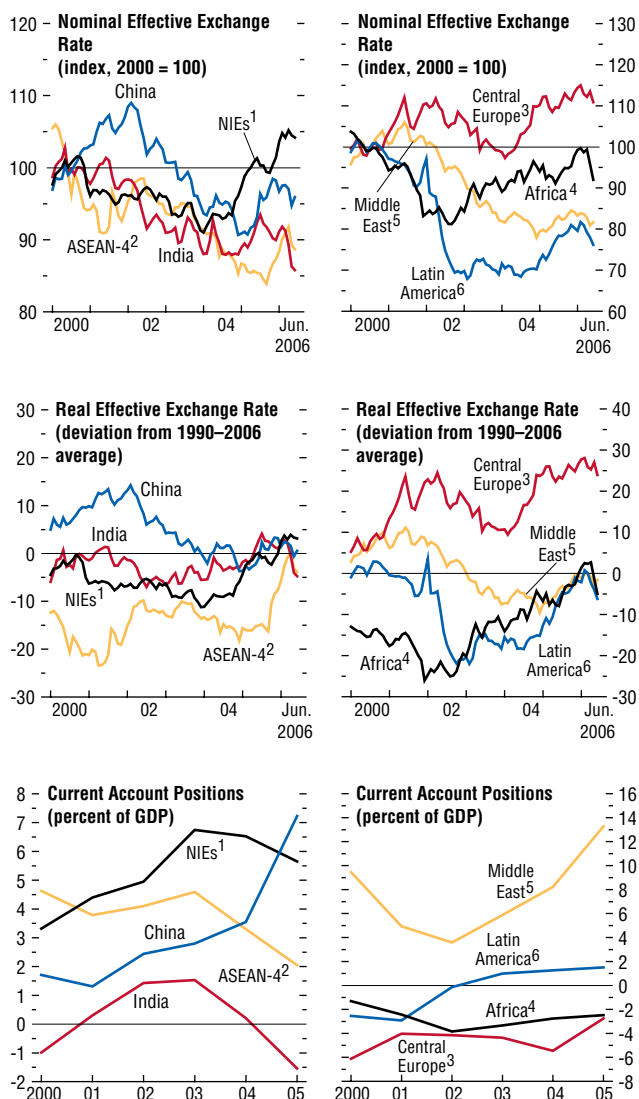 Nominal Effective Exchange
Rate
(index, 2000 = 100)
120
110
100
90
80
China
NIEs1
ASEAN-42
India
2000 02 04 Jun.
2006
Nominal Effective Exchange
Rate
(index, 2000 = 100)
130
120
110
100
90
80
70
60
Central
Europe3
Middle
East5
Africa4
Latin
America6
2000 02 04 Jun.
2006
Real Effective Exchange Rate
(deviation from 1990–2006
average)
30
20
10
0
-10
-20
-30
China
India
NIEs1
ASEAN-42
2000 02 04 Jun.
2006
Real Effective Exchange Rate
(deviation from 1990–2006
average)
40
30
20
10
0
-10
-20
-30
Central
Europe3
Middle
East5
Africa4
Latin
America6
2000 02 04 Jun.
2006
Current Account Positions
(percent of GDP)
8
7
6
5
4
3
2
1
0
-1
-2
NIEs1
China
ASEAN-42
India
2000 01 02 03 04 05
Current Account Positions
(percent of GDP)
16
14
12
10
8
6
4
2
0
-2
-4
-6
-8
Middle
East5
Latin
America6
Africa4
Central
Europe3
2000 01 02 03 04 05